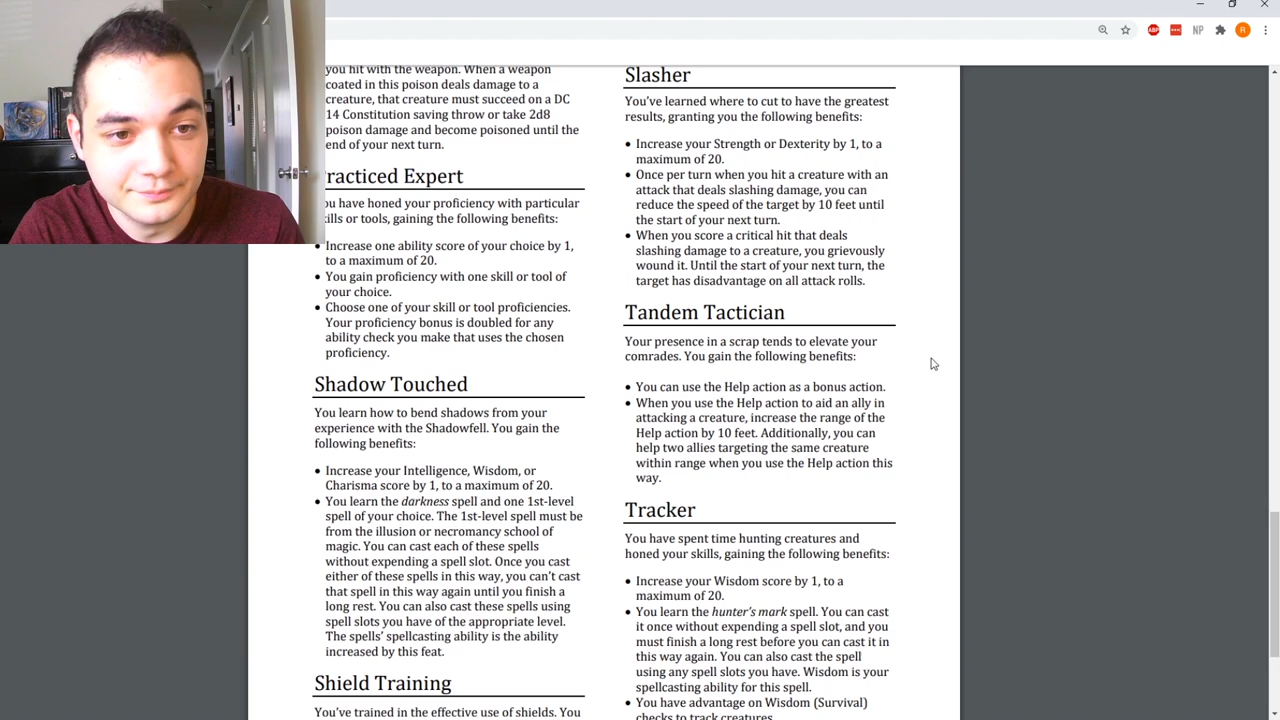 you hit with the weapon. When a weapon
coated in this poison deals damage to a
creature, that creature must succeed on a DC
14 Constitution saving throw or take 2d8
poison damage and become poisoned until the
end of your next turn.
racticed Expert
ou have honed your proficiency with particular
ills or tools, gaining the following benefits:
• Increase one ability score of your choice by 1,
to a maximum of 20.
• You gain proficiency with one skill or tool of
your choice.
• Choose one of your skill or tool proficiencies.
Your proficiency bonus is doubled for any
ability check you make that uses the chosen
proficiency.
Shadow Touched
You learn how to bend shadows from your
experience with the Shadowfell. You gain the
following benefits:
• Increase your Intelligence, Wisdom, or
Charisma score by 1, to a maximum of 20.
• You learn the darkness spell and one 1st-level
spell of your choice. The 1st-level spell must be
from the illusion or necromancy school of
magic. You can cast each of these spells
without expending a spell slot. Once you cast
either of these spells in this way, you can't cast
that spell in this way again until you finish a
long rest. You can also cast these spells using
spell slots you have of the appropriate level.
The spells' spellcasting ability is the ability
increased by this feat.
Shield Training
You've trained in the effective use of shields. You
Slasher
You've learned where to cut to have the greatest
results, granting you the following benefits:
• Increase your Strength or Dexterity by 1, to a
maximum of 20.
• Once per turn when you hit a creature with an
attack that deals slashing damage, you can
reduce the speed of the target by 10 feet until
the start of your next turn.
• When you score a critical hit that deals
slashing damage to a creature, you grievously
wound it. Until the start of your next turn, the
target has disadvantage on all attack rolls.
Tandem Tactician
Your presence in a scrap tends to elevate your
comrades. You gain the following benefits:
• You can use the Help action as a bonus action.
• When you use the Help action to aid an ally in
attacking a creature, increase the range of the
Help action by 10 feet. Additionally, you can
help two allies targeting the same creature
within range when you use the Help action this
way.
Tracker
You have spent time hunting creatures and
honed your skills, gaining the following benefits:
• Increase your Wisdom score by 1, to a
maximum of 20.
• You learn the hunter's mark spell. You can cast
it once without expending a spell slot, and you
must finish a long rest before you can cast it in
this way again. You can also cast the spell
using any spell slots you have. Wisdom is your
spellcasting ability for this spell.
• You have advantage on Wisdom (Survival)
checks to track creatures.
ABP
NP
R